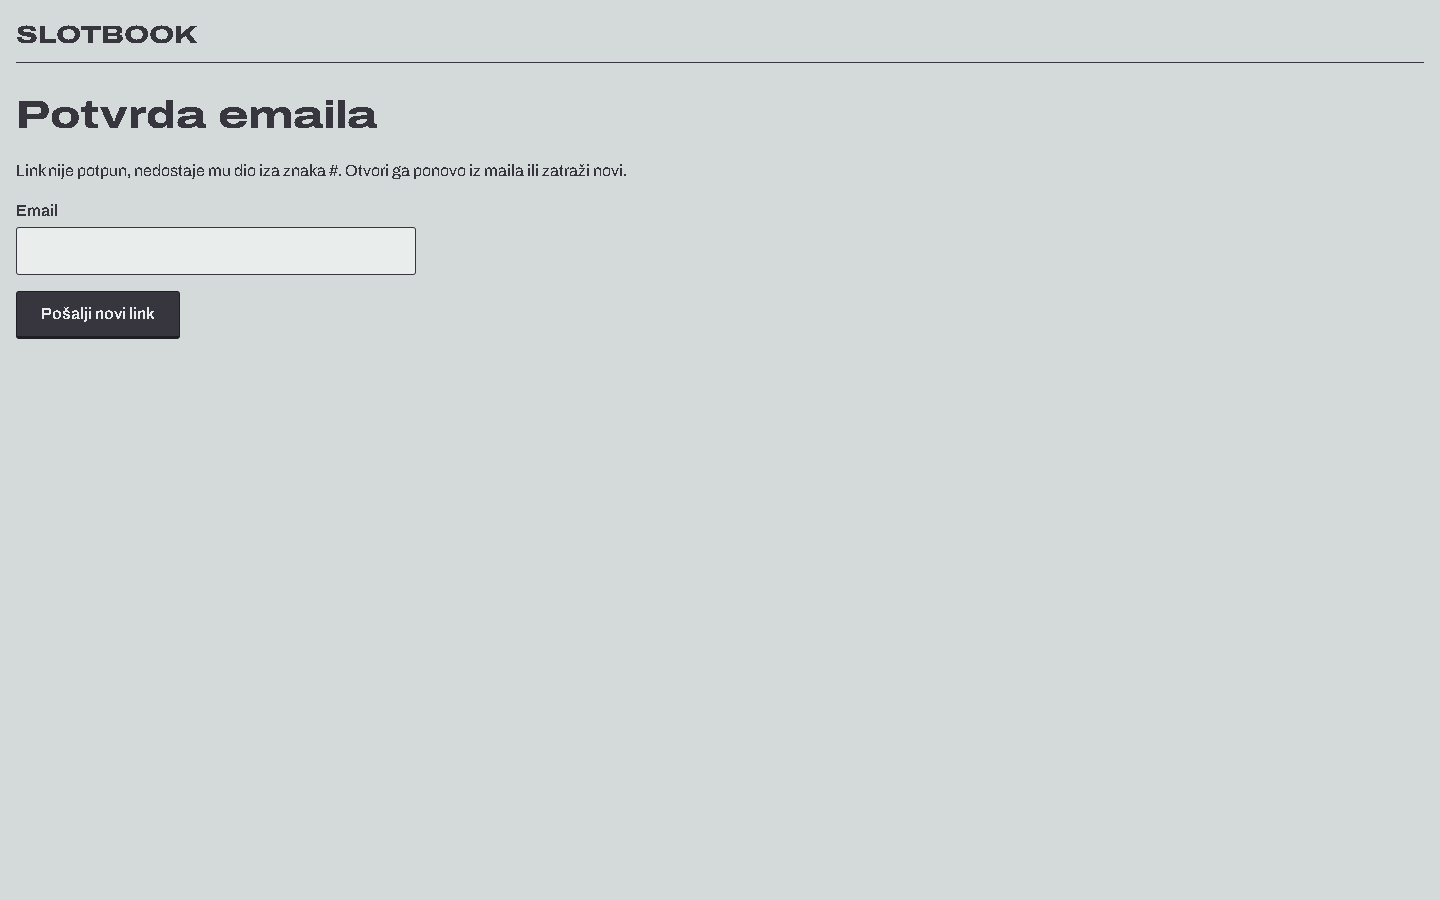 SLOTBOOK
Potvrda emaila
Link nije potpun, nedostaje mu dio iza znaka #. Otvori ga ponovo iz maila ili zatraži novi.
Email
Pošalji novi link